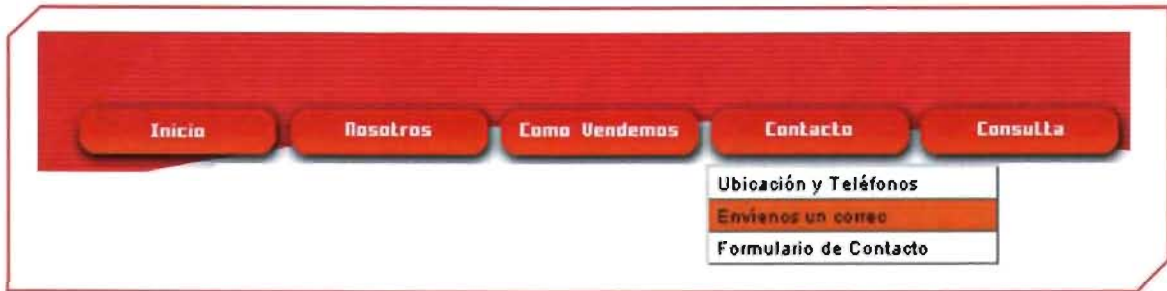 Inicio Nosotros Como Vendemos Contacto Consulta
Ubicación y Teléfonos
Envíenos un correo
Formulario de Contacto